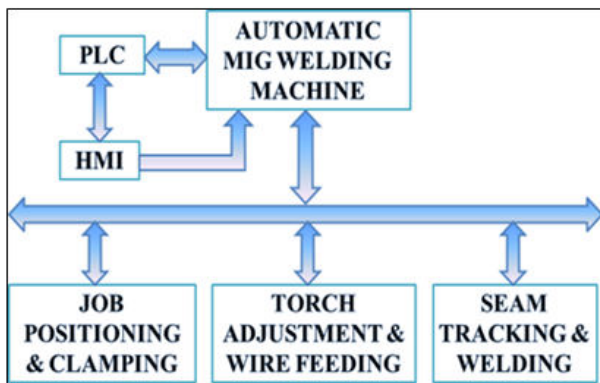 PLC
AUTOMATIC
MIG WELDING
MACHINE
HMI
JOB
POSITIONING
& CLAMPING
TORCH
ADJUSTMENT &
WIRE FEEDING
SEAM
TRACKING &
WELDING